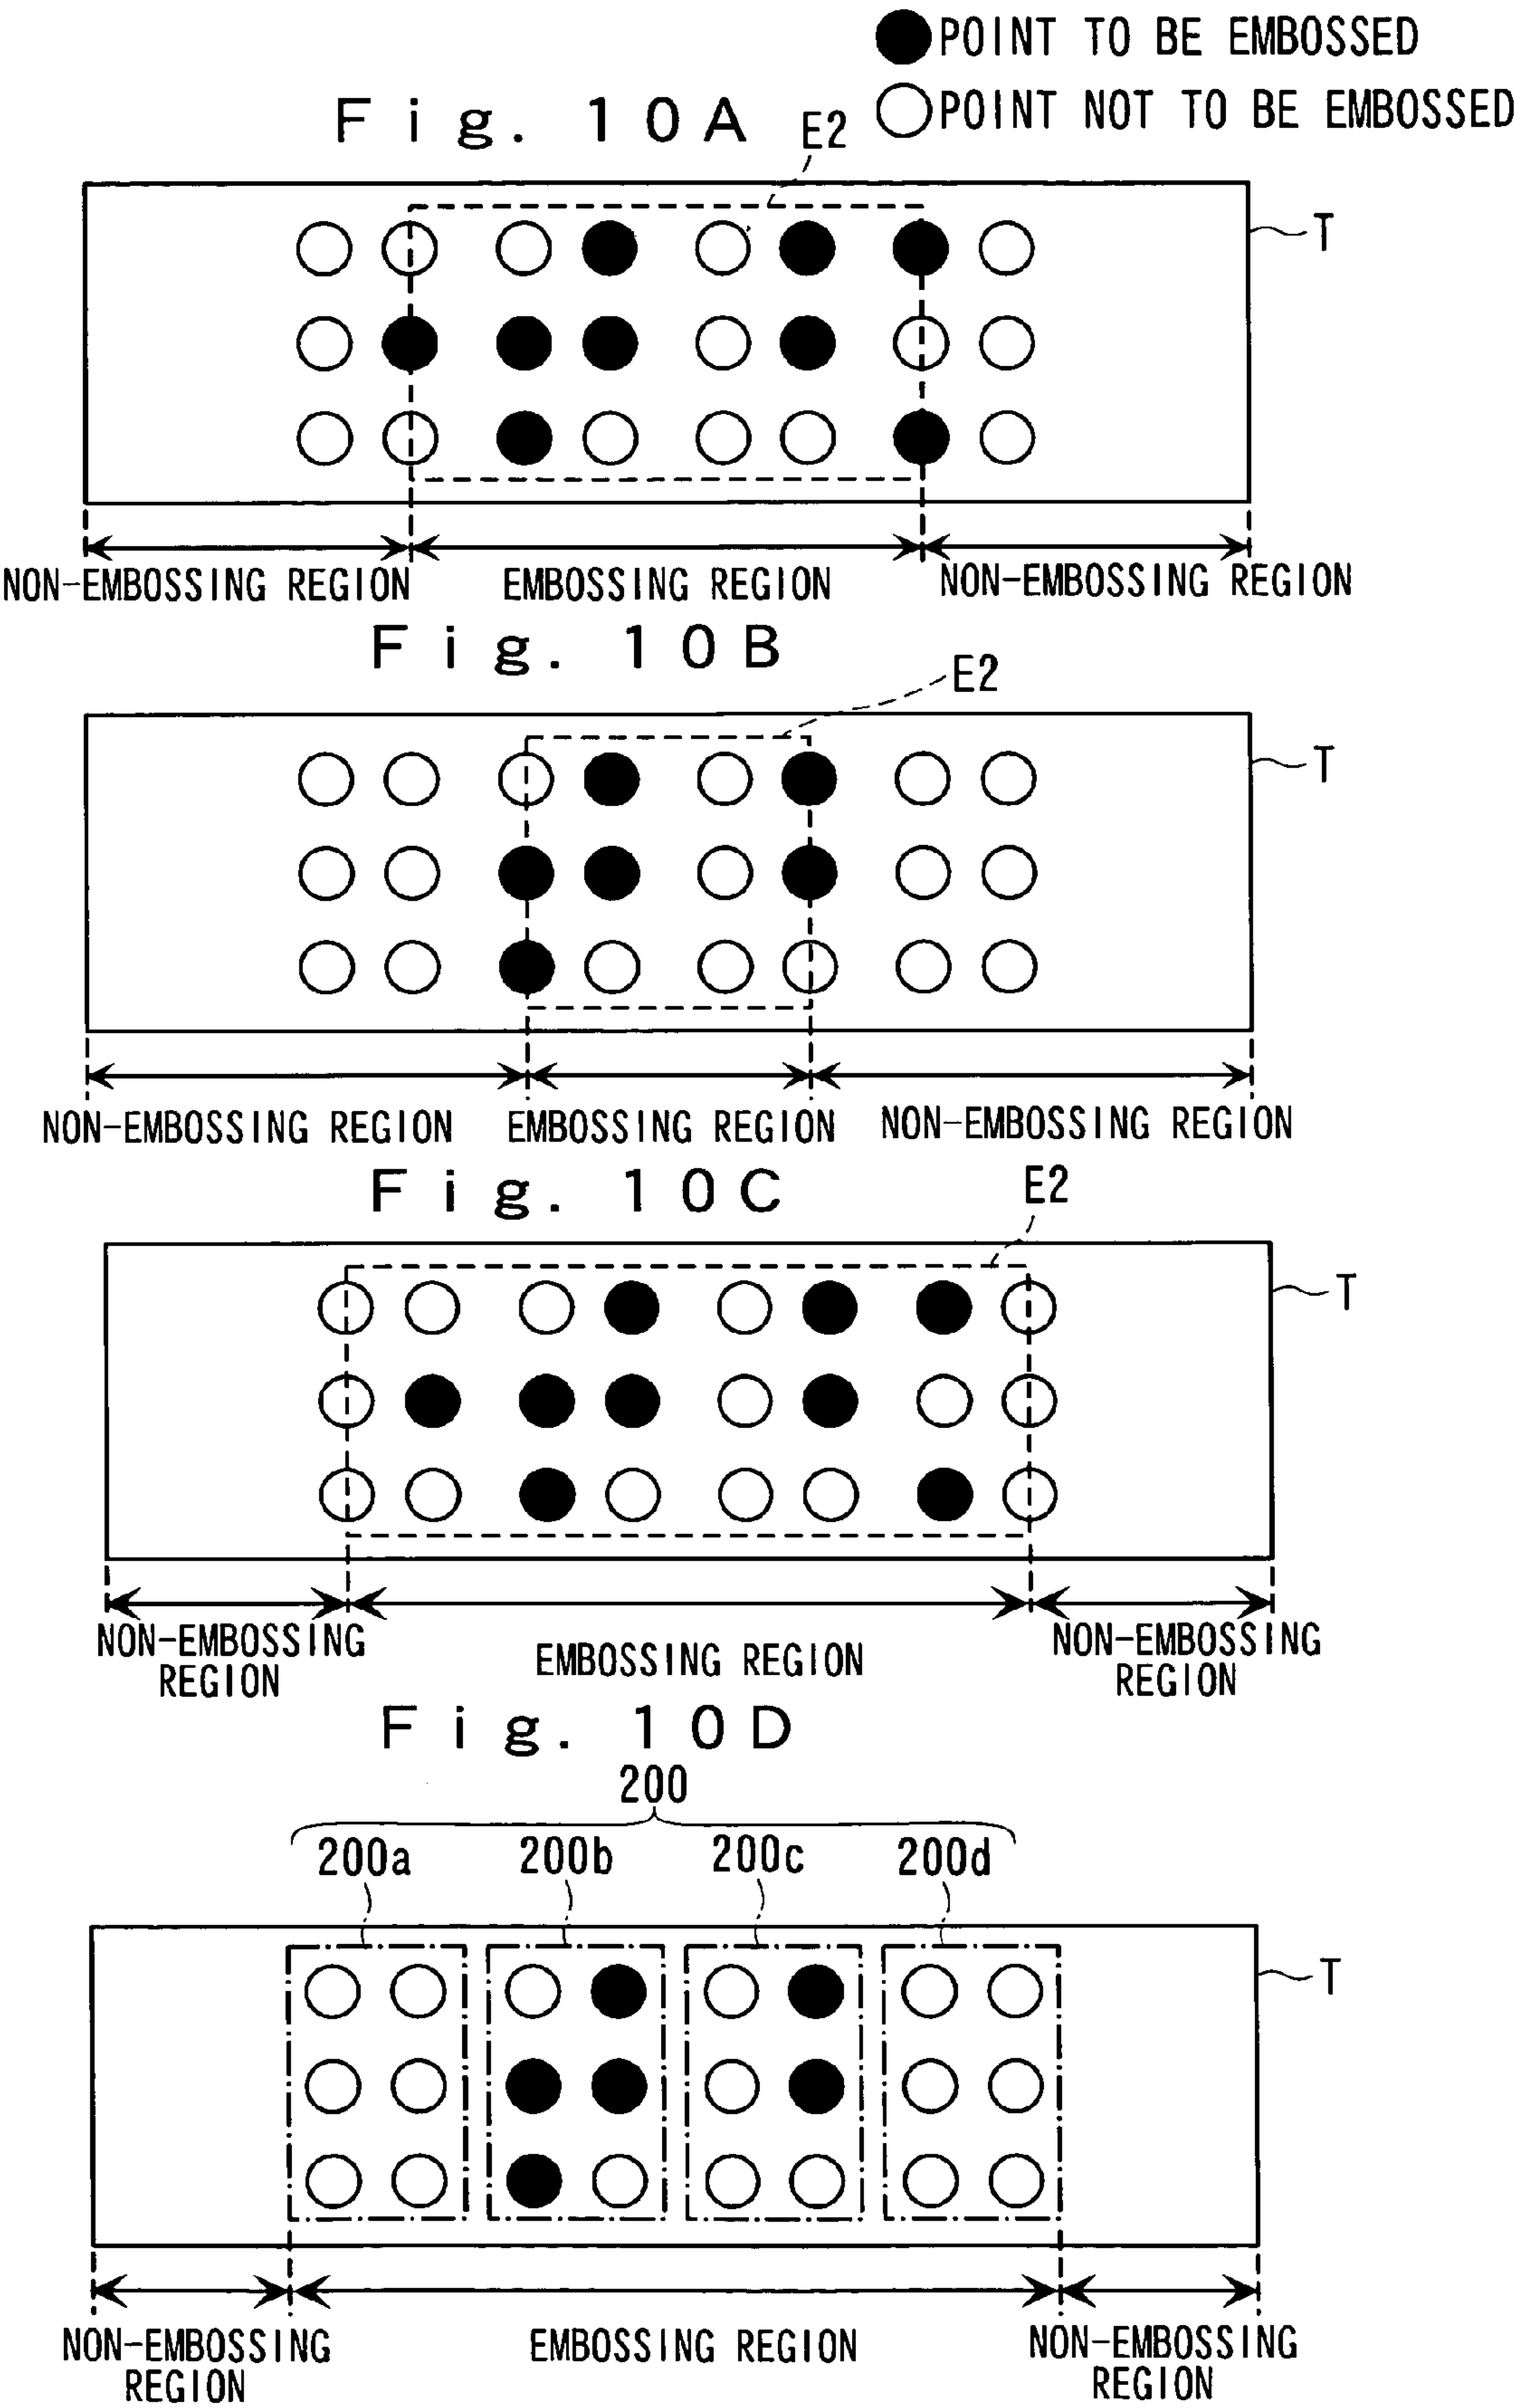 POINT TO BE EMBOSSED
POINT NOT TO BE EMBOSSED
Fig. 10A
E2
T
NON-EMBOSSING REGION
EMBOSSING REGION
NON-EMBOSSING REGION
Fig. 10B
E2
T
NON-EMBOSSING REGION
EMBOSSING REGION
NON-EMBOSSING REGION
Fig. 10C
E2
T
NON-EMBOSSING
REGION
EMBOSSING REGION
NON-EMBOSSING
REGION
Fig. 10D
200
200a
200b
200c
200d
T
NON-EMBOSSING
REGION
EMBOSSING REGION
NON-EMBOSSING
REGION